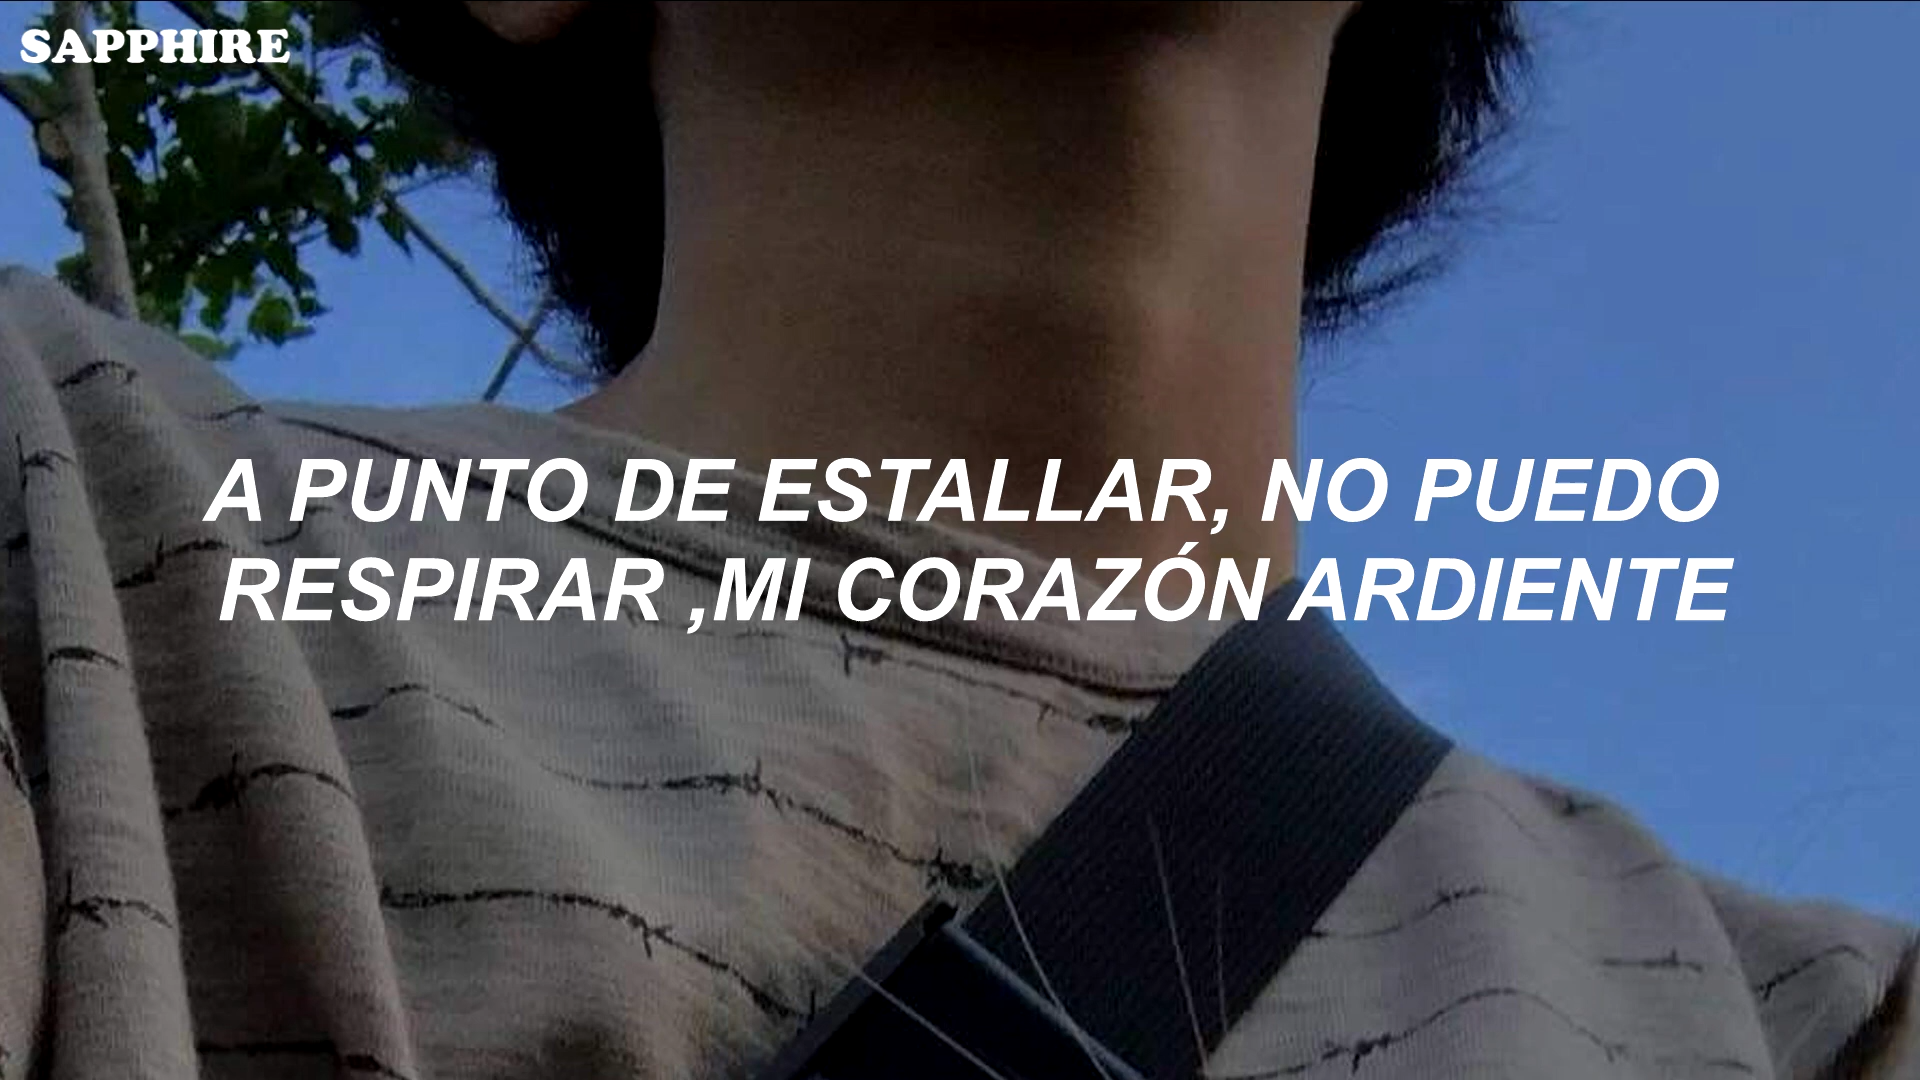 SAPPHIRE
A PUNTO DE ESTALLAR, NO PUEDO
RESPIRAR ,MI CORAZÓN ARDIENTE